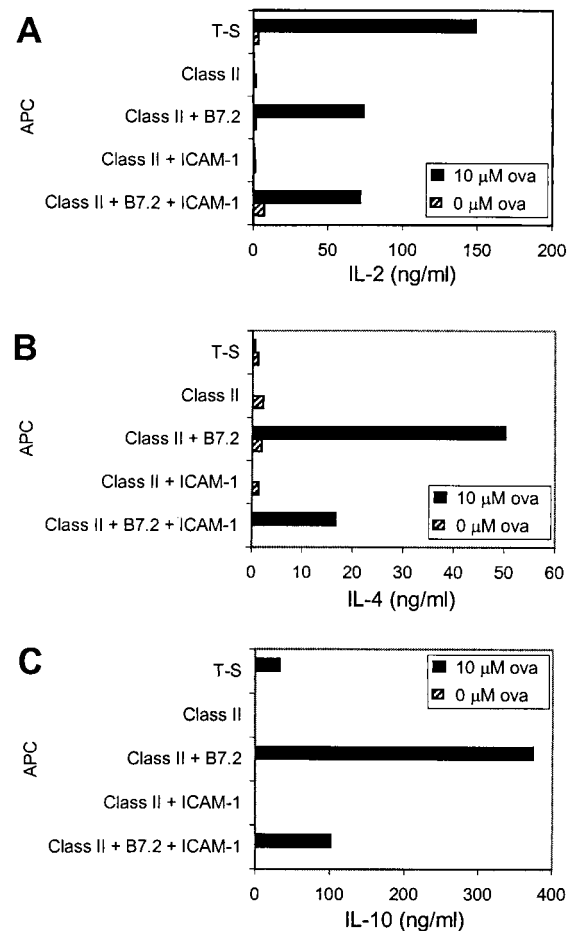 A
APC
T-S
Class II
Class II + B7.2
Class II + ICAM-1
Class II + B7.2 + ICAM-1
10 µM ova
0 µM ova
0 50 100 150 200
IL-2 (ng/ml)
B
APC
T-S
Class II
Class II + B7.2
Class II + ICAM-1
Class II + B7.2 + ICAM-1
10 µM ova
0 µM ova
0 10 20 30 40 50 60
IL-4 (ng/ml)
C
APC
T-S
Class II
Class II + B7.2
Class II + ICAM-1
Class II + B7.2 + ICAM-1
10 µM ova
0 µM ova
0 100 200 300 400
IL-10 (ng/ml)